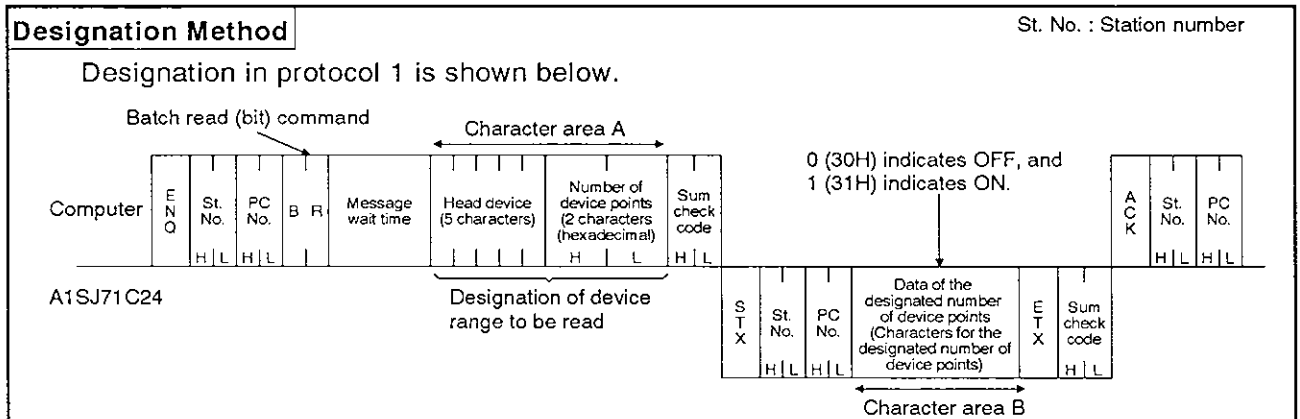 Designation Method
St. No. : Station number
Designation in protocol 1 is shown below.
Batch read (bit) command
Character area A
0 (30H) indicates OFF, and
1 (31H) indicates ON.
Computer
E
N
Q
St.
No.
H L
PC
No.
H L
B R
Message
wait time
Head device
(5 characters)
Number of
device points
(2 characters
(hexadecimal)
H L
Sum
check
code
H L
A
C
K
St.
No.
H L
PC
No.
H L
A1SJ71C24
Designation of device
range to be read
S
T
X
St.
No.
H L
PC
No.
H L
Data of the
designated number
of device points
(Characters for the
designated number of
device points)
E
T
X
Sum
check
code
H L
Character area B